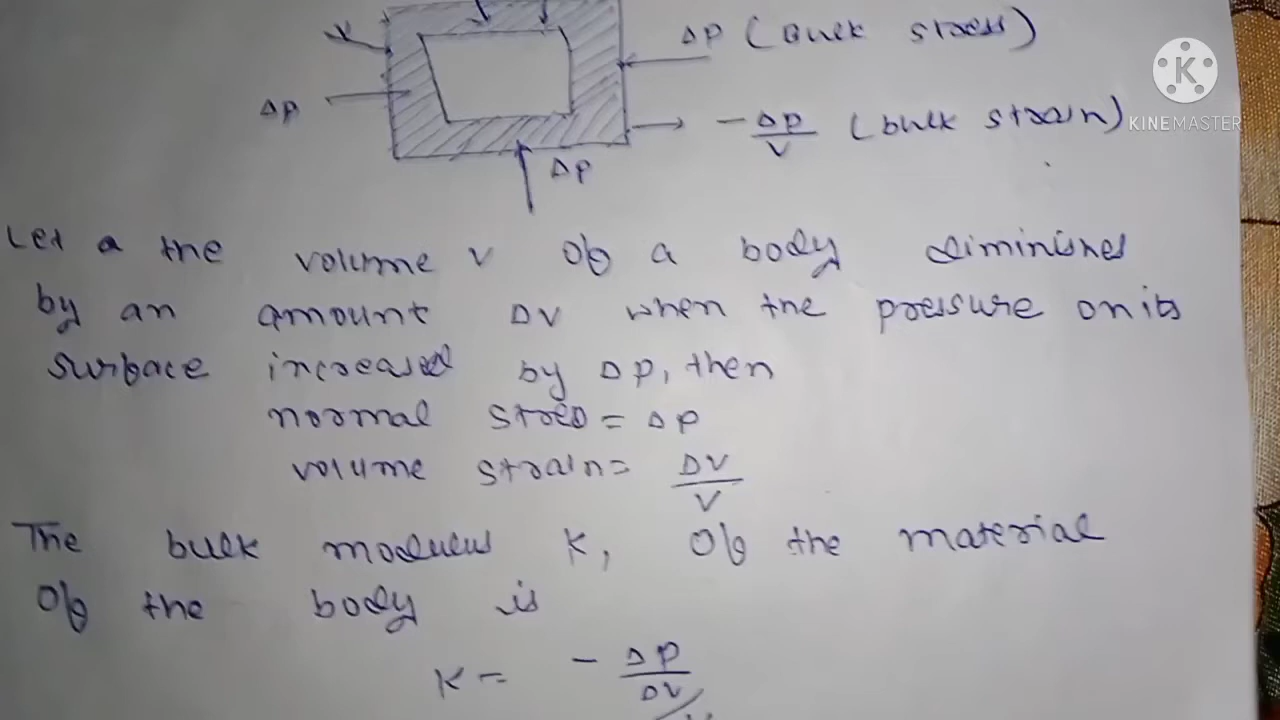 ΔP (Bulk stress)
K
KINEMASTER
ΔP
- ΔP/V (bulk strain)
ΔP
Let a the volume V of a body diminishes
by an amount ΔV when the pressure on its
surface increased by ΔP, then
normal stress = ΔP
volume strain = ΔV/V
The bulk modulus K, of the material
of the body is
K = - ΔP/ΔV/V